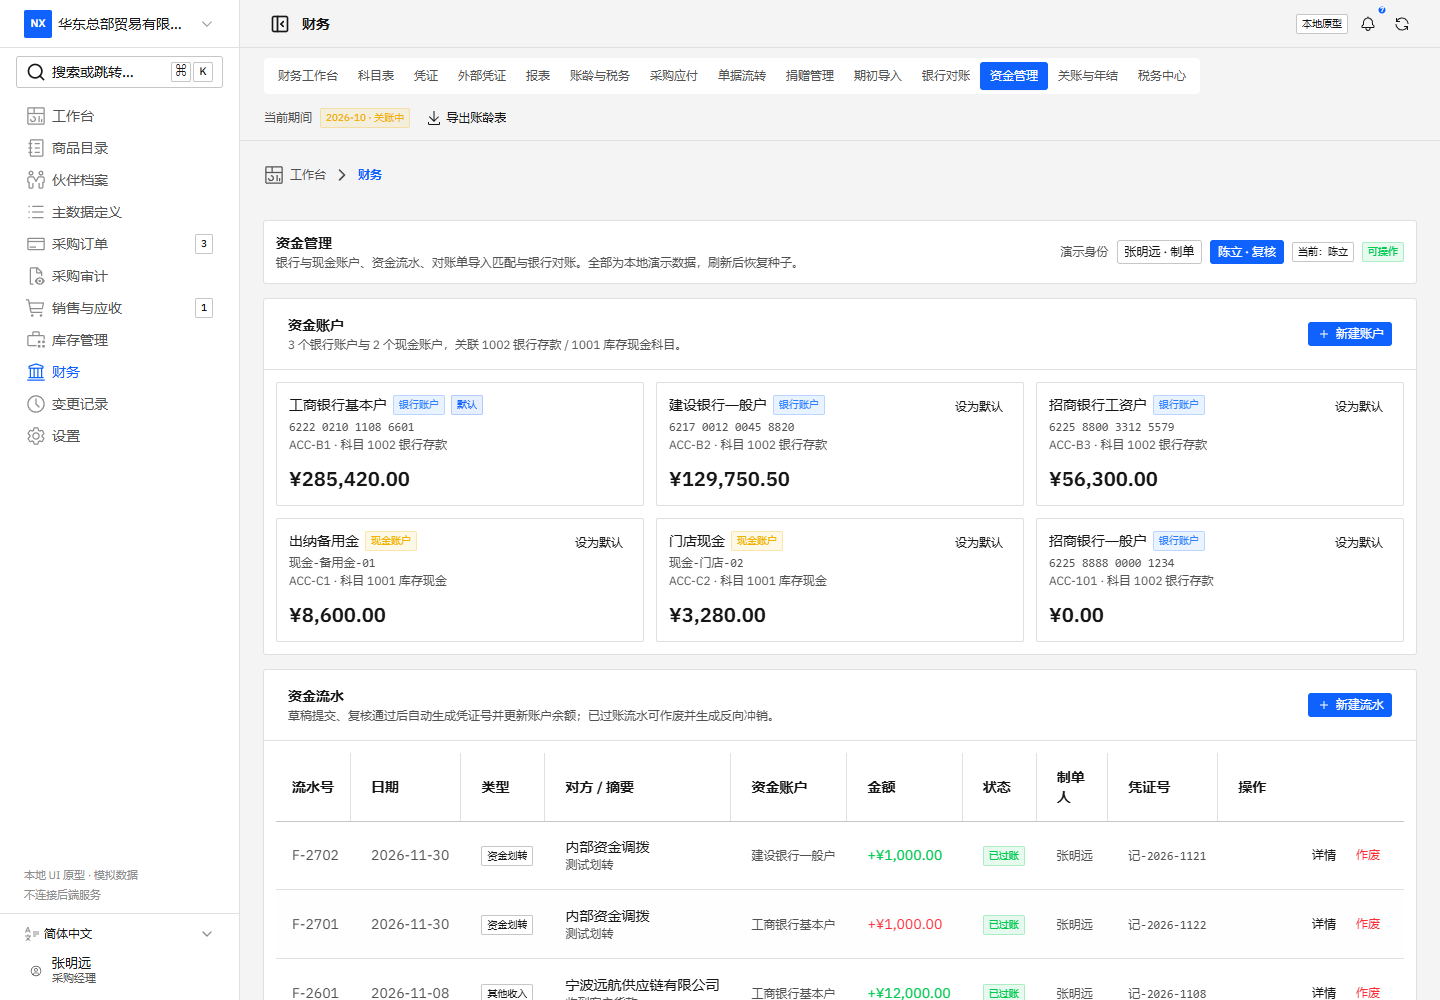 NX 华东总部贸易有限...
搜索或跳转... ⌘ K
工作台
商品目录
伙伴档案
主数据定义
采购订单 3
采购审计
销售与应收 1
库存管理
财务
变更记录
设置
本地 UI 原型 · 模拟数据
不连接后端服务
简体中文
张明远
采购经理
财务
本地原型
?
财务工作台 科目表 凭证 外部凭证 报表 账龄与税务 采购应付 单据流转 捐赠管理 期初导入 银行对账 资金管理 关账与年结 税务中心
当前期间 2026-10 · 关账中 导出账龄表
工作台 财务
资金管理
银行与现金账户、资金流水、对账单导入匹配与银行对账。全部为本地演示数据，刷新后恢复种子。
演示身份 张明远 · 制单 陈立 · 复核 当前：陈立 可操作
资金账户
3 个银行账户与 2 个现金账户，关联 1002 银行存款 / 1001 库存现金科目。
+ 新建账户
工商银行基本户 银行账户 默认
6222 0210 1108 6601
ACC-B1 · 科目 1002 银行存款
¥285,420.00
建设银行一般户 银行账户 设为默认
6217 0012 0045 8820
ACC-B2 · 科目 1002 银行存款
¥129,750.50
招商银行工资户 银行账户 设为默认
6225 8800 3312 5579
ACC-B3 · 科目 1002 银行存款
¥56,300.00
出纳备用金 现金账户 设为默认
现金-备用金-01
ACC-C1 · 科目 1001 库存现金
¥8,600.00
门店现金 现金账户 设为默认
现金-门店-02
ACC-C2 · 科目 1001 库存现金
¥3,280.00
招商银行一般户 银行账户 设为默认
6225 8888 0000 1234
ACC-101 · 科目 1002 银行存款
¥0.00
资金流水
草稿提交、复核通过后自动生成凭证号并更新账户余额；已过账流水可作废并生成反向冲销。
+ 新建流水
流水号 日期 类型 对方 / 摘要 资金账户 金额 状态 制单人 凭证号 操作
F-2702 2026-11-30 资金划转 内部资金调拨 建设银行一般户 +¥1,000.00 已过账 张明远 记-2026-1121 详情 作废
测试划转
F-2701 2026-11-30 资金划转 内部资金调拨 工商银行基本户 +¥1,000.00 已过账 张明远 记-2026-1122 详情 作废
测试划转
F-2601 2026-11-08 其他收入 宁波远航供应链有限公司 工商银行基本户 +¥12,000.00 已过账 张明远 记-2026-1108 详情 作废